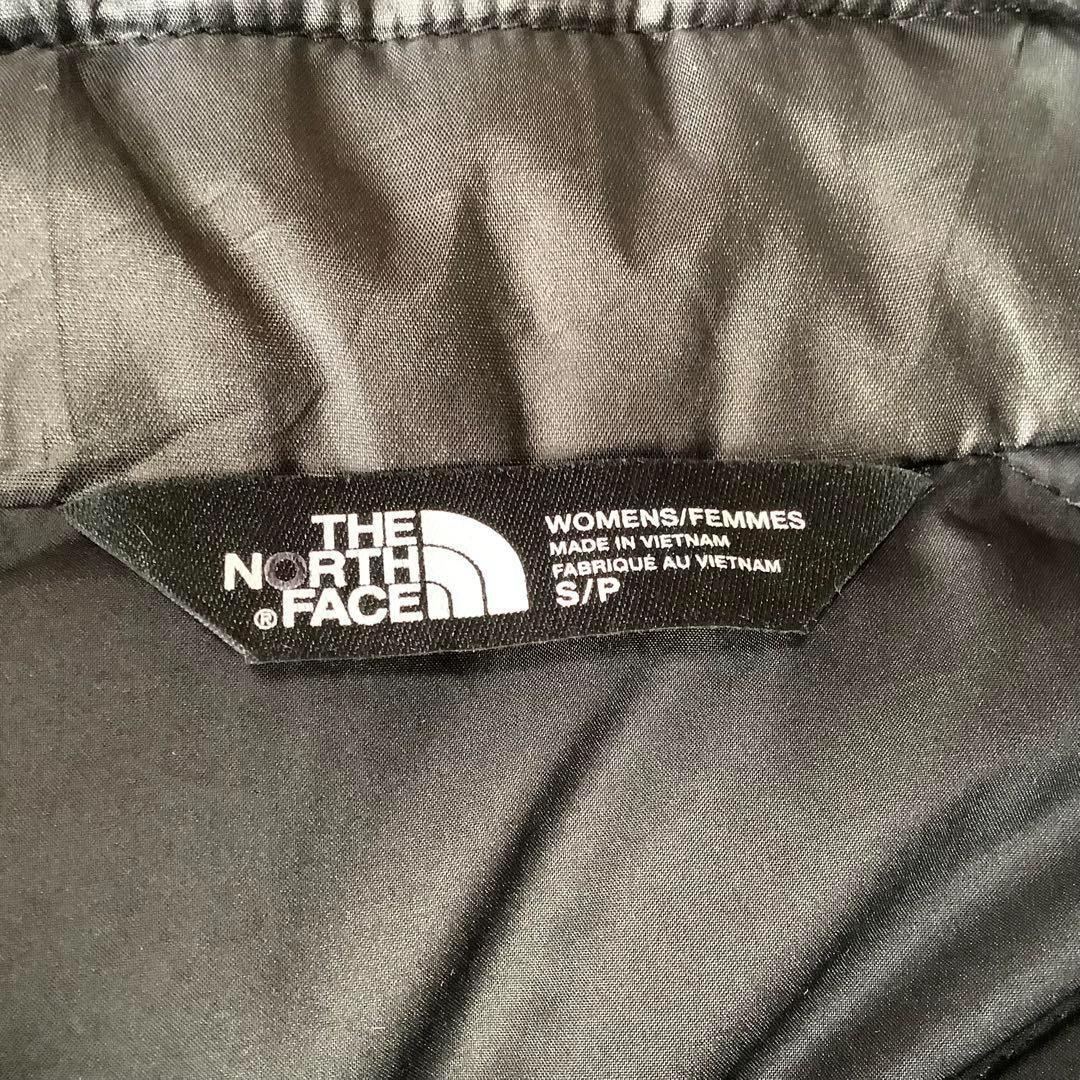 THE
NORTH
®FACE
WOMENS/FEMMES
MADE IN VIETNAM
FABRIQUÉ AU VIETNAM
S/P